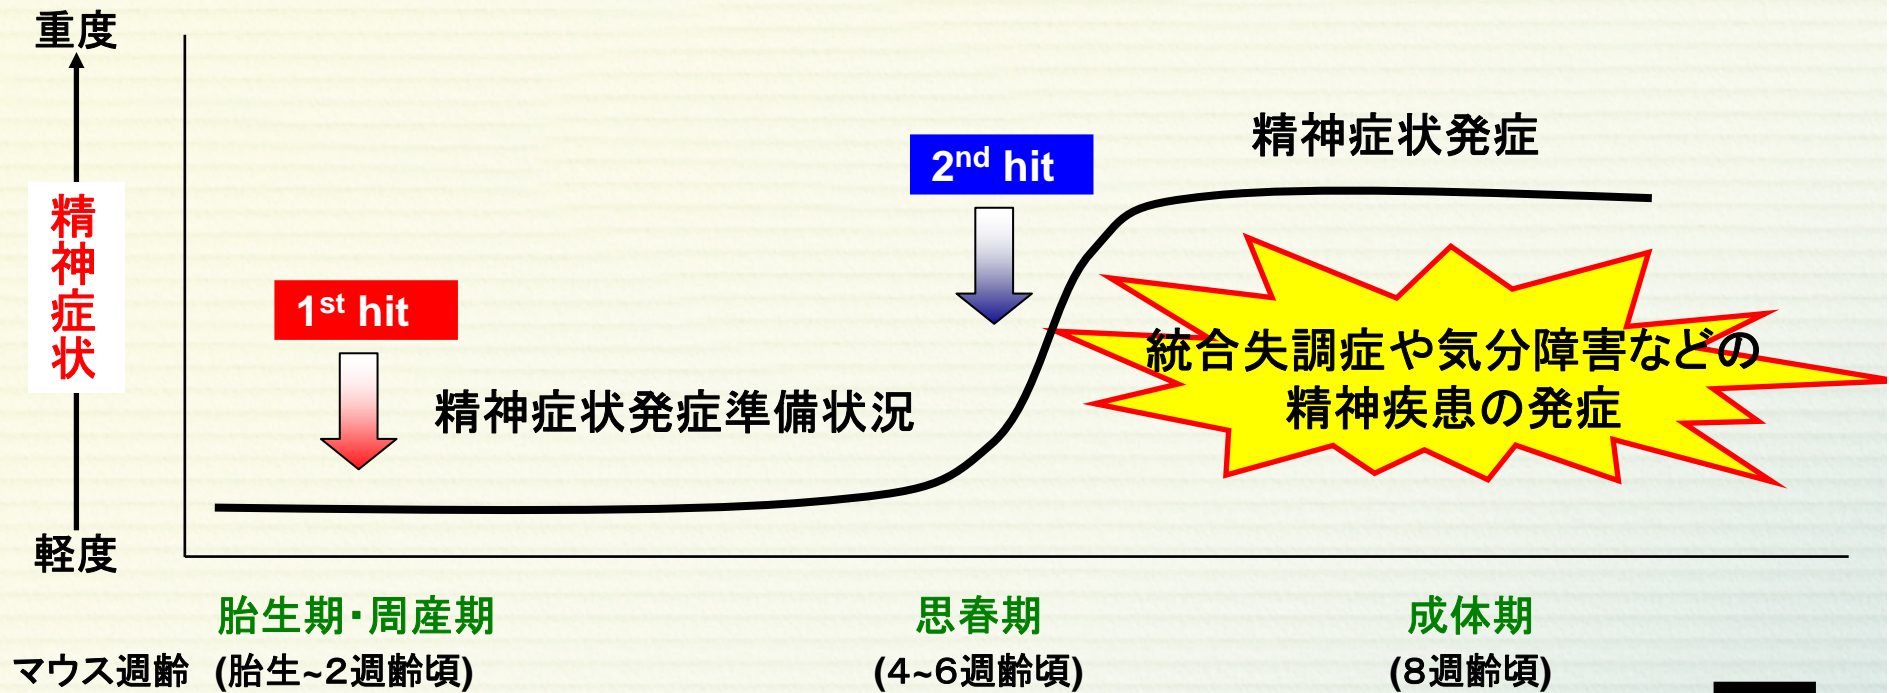 重度
精神症状
軽度
1st hit
精神症状発症準備状況
2nd hit
精神症状発症
統合失調症や気分障害などの
精神疾患の発症
胎生期・周産期
思春期
成体期
マウス週齢 (胎生~2週齢頃)
(4~6週齢頃)
(8週齢頃)